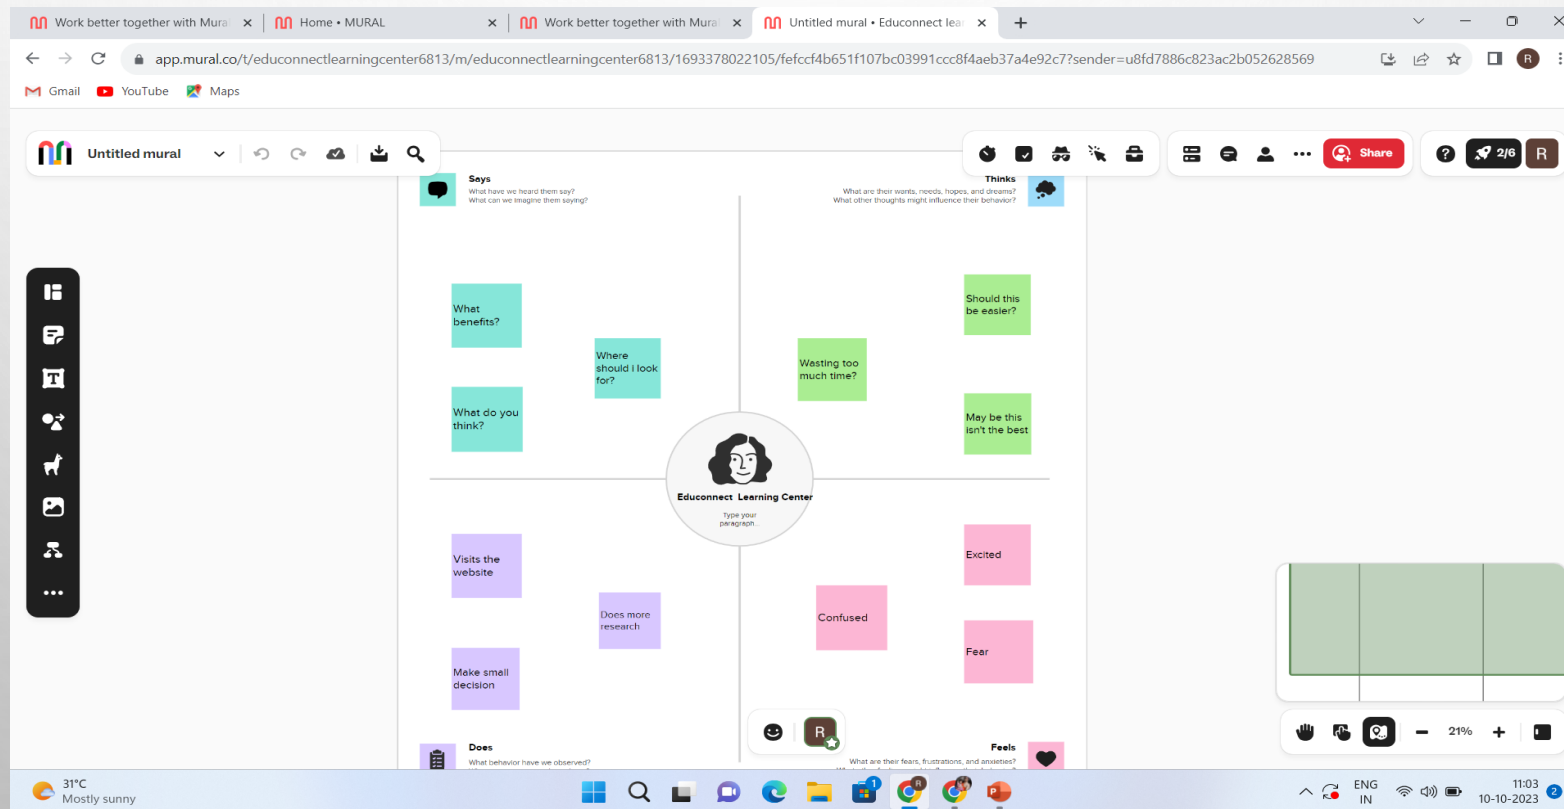 Work better together with Mural
Home • MURAL
Work better together with Mural
Untitled mural • Educonnect lear
app.mural.co/t/educonnectlearningcenter6813/m/educonnectlearningcenter6813/1693378022105/fefccf4b651f107bc03991ccc8f4aeb37a4e92c7?sender=u8fd7886c823ac2b052628569
R
Gmail
YouTube
Maps
Untitled mural
Share
2/6
R
Says
What have we heard them say?
What can we imagine them saying?
Thinks
What are their wants, needs, hopes, and dreams?
What other thoughts might influence their behavior?
What
benefits?
Where
should i look
for?
What do you
think?
Should this
be easier?
Wasting too
much time?
May be this
isn't the best
Educonnect Learning Center
Type your
paragraph...
Visits the
website
Does more
research
Make small
decision
Excited
Confused
Fear
R
Does
What behavior have we observed?
Feels
What are their fears, frustrations, and anxieties?
21%
31°C
Mostly sunny
1
R
ENG
IN
11:03
10-10-2023
2